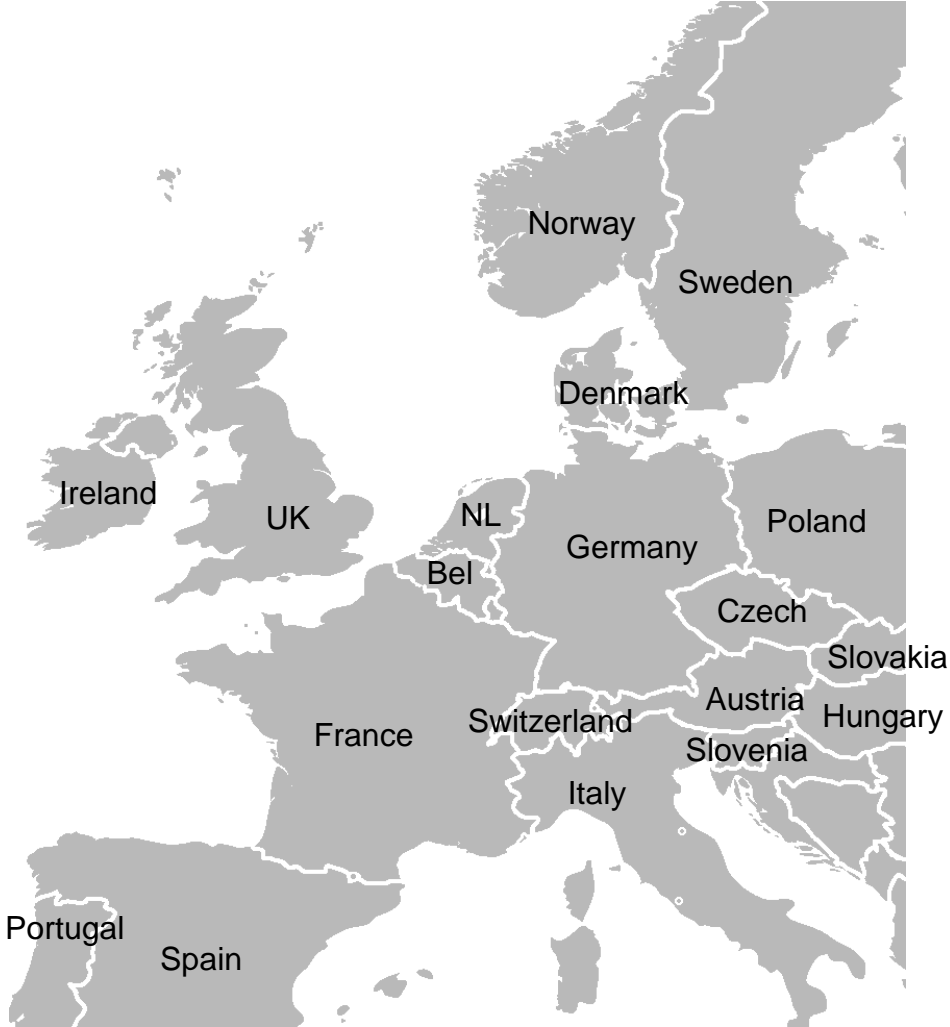 Norway
Sweden
Denmark
Ireland
UK
NL
Poland
Germany
Bel
Czech
Slovakia
Austria
Hungary
Switzerland
France
Slovenia
Italy
Portugal
Spain